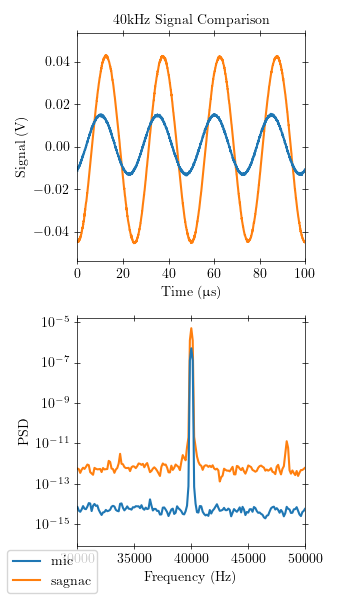 40kHz Signal Comparison
0.04
0.02
0.00
−0.02
−0.04
Signal (V)
0 20 40 60 80 100
Time (µs)
10⁻⁵
10⁻⁷
10⁻⁹
10⁻¹¹
10⁻¹³
10⁻¹⁵
PSD
30000 35000 40000 45000 50000
Frequency (Hz)
mic
sagnac